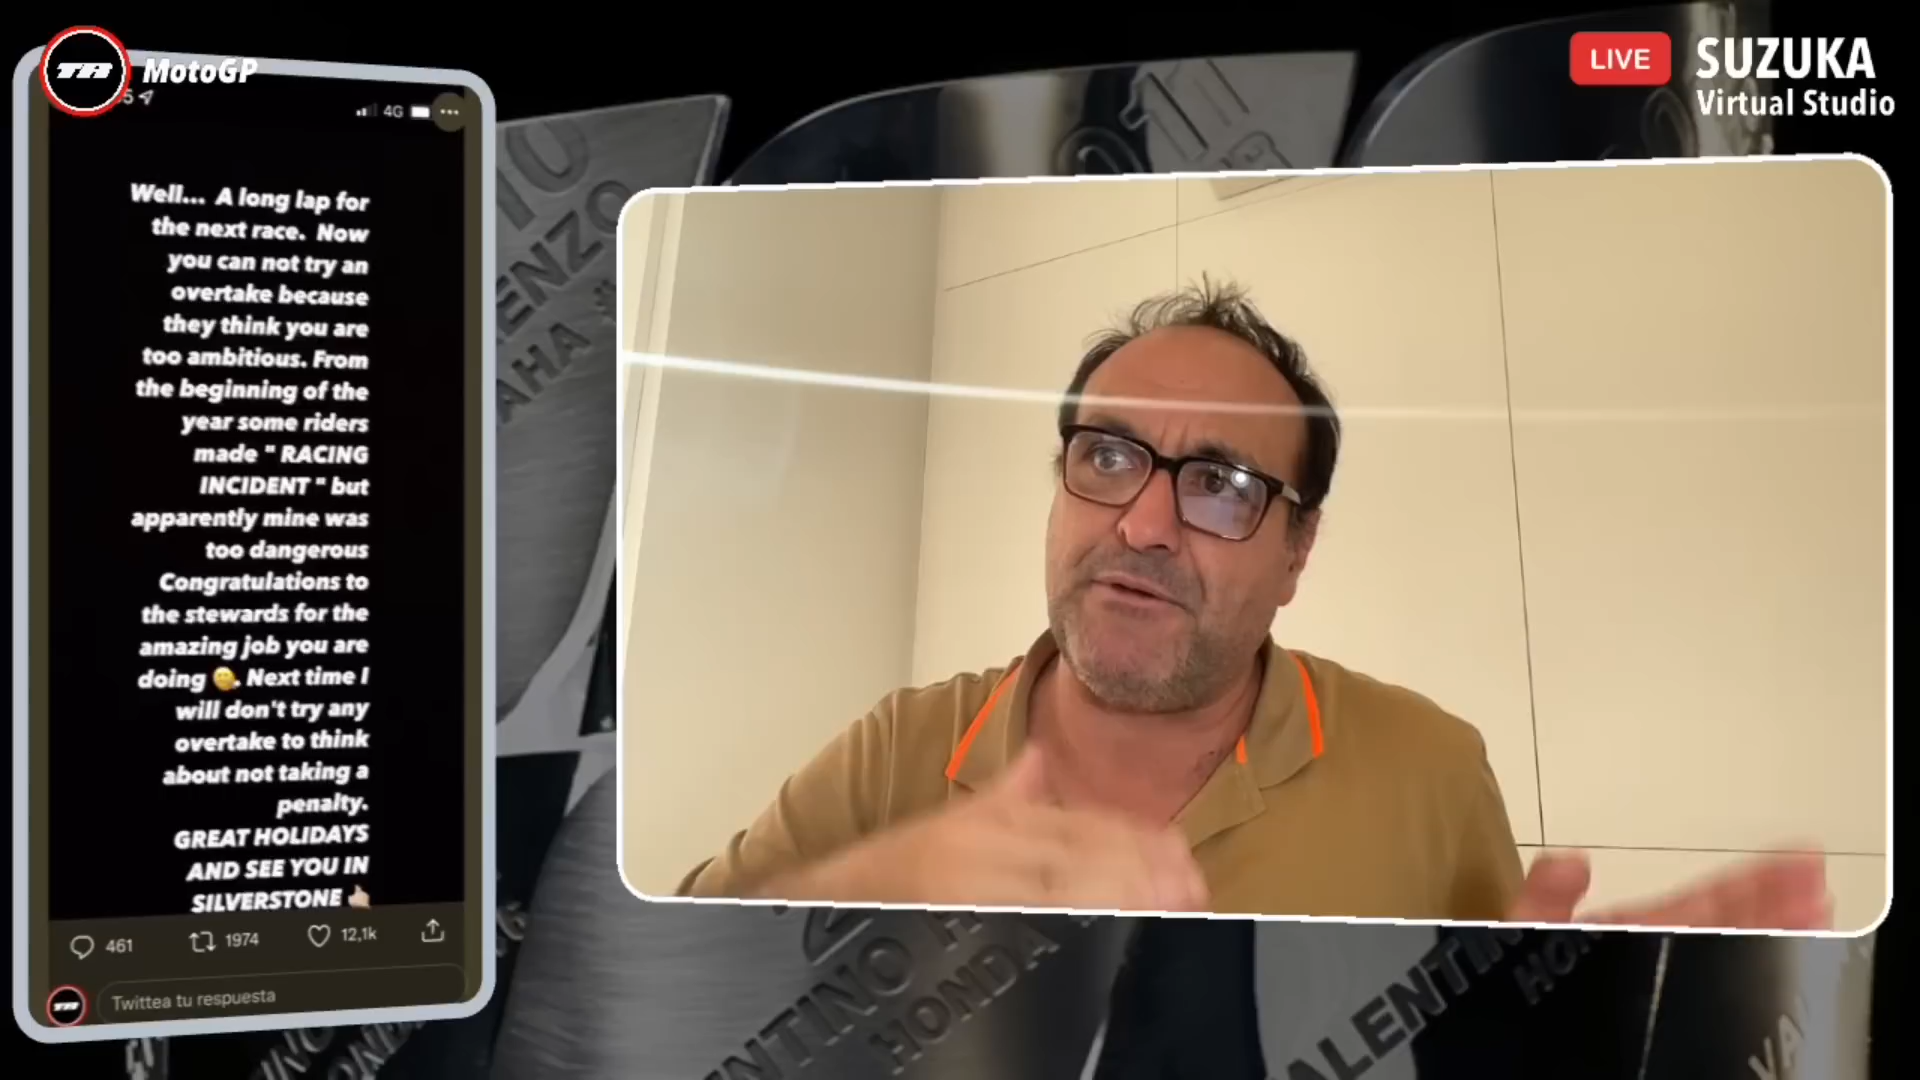 TR MotoGP
LIVE
SUZUKA
Virtual Studio
4G
Well... A long lap for
the next race. Now
you can not try an
overtake because
they think you are
too ambitious. From
the beginning of the
year some riders
made " RACING
INCIDENT " but
apparently mine was
too dangerous
Congratulations to
the stewards for the
amazing job you are
doing 🫡. Next time I
will don't try any
overtake to think
about not taking a
penalty.
GREAT HOLIDAYS
AND SEE YOU IN
SILVERSTONE 🤙🏻
461
1974
12,1k
Twittea tu respuesta
HONDA
HONDA